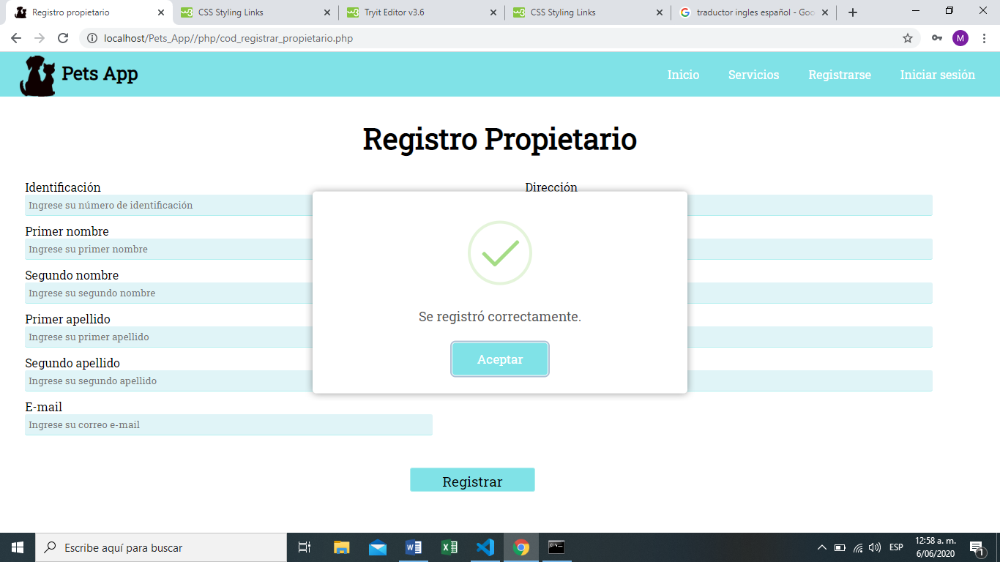 Registro propietario
CSS Styling Links
Tryit Editor v3.6
CSS Styling Links
traductor ingles español - Goo
localhost/Pets_App//php/cod_registrar_propietario.php
M
Pets App
Inicio
Servicios
Registrarse
Iniciar sesión
Registro Propietario
Identificación
Dirección
Ingrese su número de identificación
Primer nombre
Ingrese su primer nombre
Segundo nombre
Ingrese su segundo nombre
Primer apellido
Ingrese su primer apellido
Segundo apellido
Ingrese su segundo apellido
E-mail
Ingrese su correo e-mail
Se registró correctamente.
Aceptar
Registrar
Escribe aquí para buscar
ESP
12:58 a. m.
6/06/2020
1